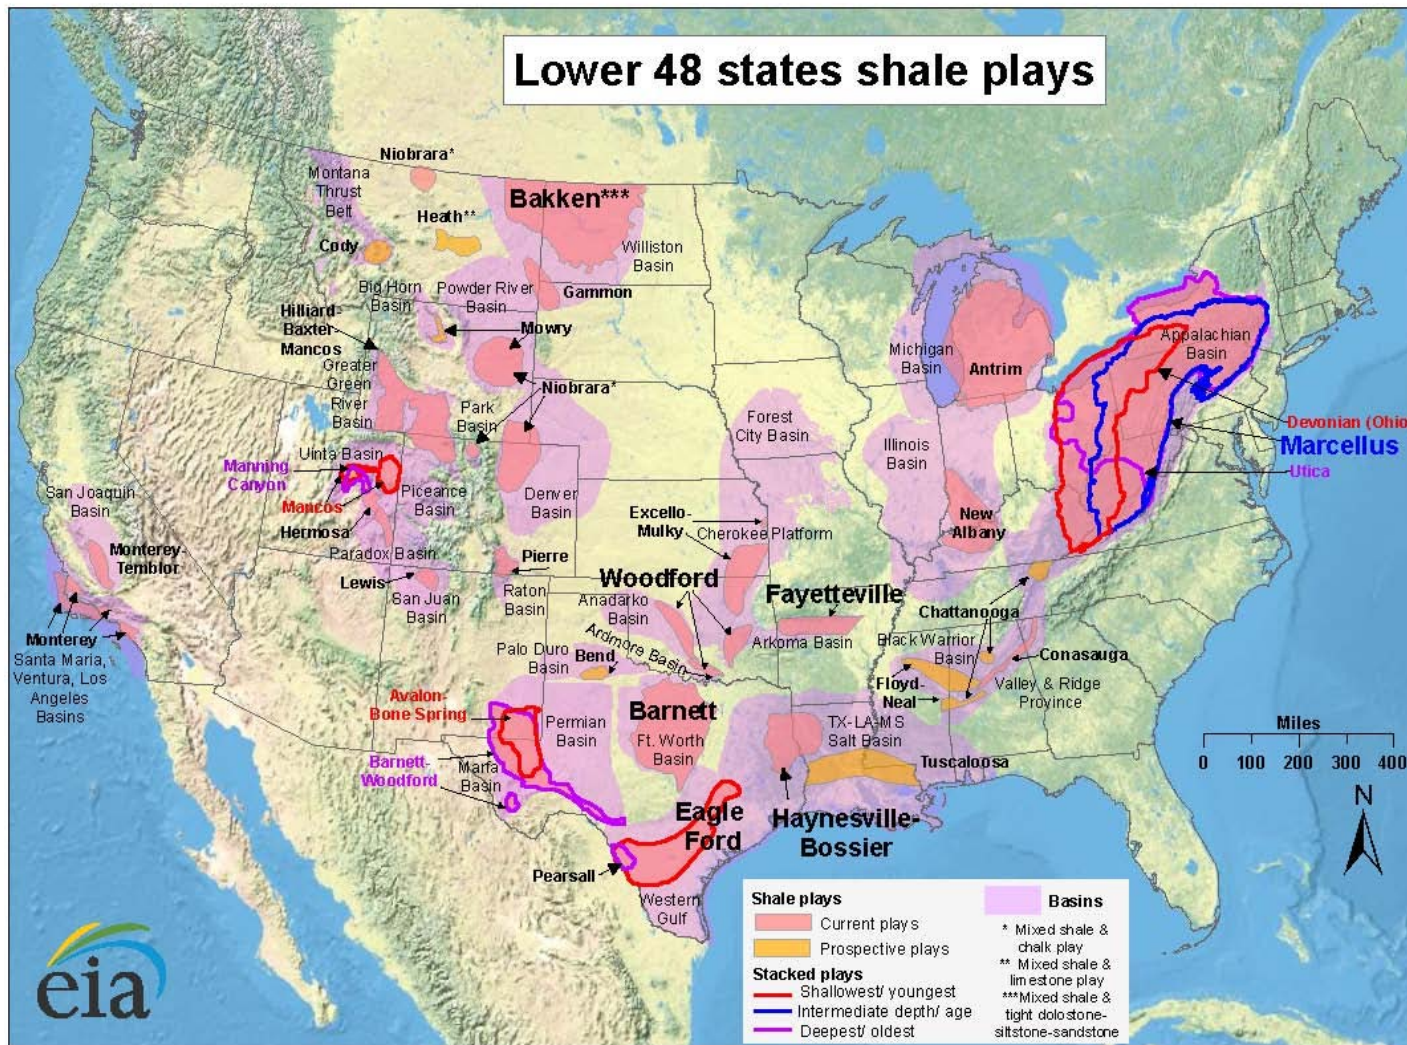 Lower 48 states shale plays
Niobrara*
Montana
Thrust
Belt
Bakken***
Heath**
Cody
Williston
Basin
Big Horn
Basin
Powder River
Basin
Gammon
Hilliard-
Baxter-
Mancos
Mowry
Greater
Green
River
Basin
Niobrara*
Park
Basin
Michigan
Basin
Antrim
Appalachian
Basin
Forest
City Basin
Illinois
Basin
Devonian (Ohio
Marcellus
Utica
Uinta Basin
Manning
Canyon
Mancos
Piceance
Basin
Denver
Basin
San Joaquin
Basin
Hermosa
Excello-
Mulky
Cherokee Platform
New
Albany
Monterey-
Temblor
Paradox Basin
Lewis
San Juan
Basin
Pierre
Raton
Basin
Woodford
Anadarko
Basin
Fayetteville
Arkoma Basin
Chattanooga
Black Warrior
Basin
Conasauga
Monterey
Santa Maria,
Ventura, Los
Angeles
Basins
Palo Duro
Basin
Bend
Ardmore Basin
Floyd-
Neal
Valley & Ridge
Province
Avalon-
Bone Spring
Permian
Basin
Barnett
Ft. Worth
Basin
TX-LA-MS
Salt Basin
Tuscaloosa
Barnett-
Woodford
Marfa
Basin
Eagle
Ford
Haynesville-
Bossier
Pearsall
Western
Gulf
Miles
0 100 200 300 400
N
Shale plays
Current plays
Prospective plays
Stacked plays
Shallowest/ youngest
Intermediate depth/ age
Deepest/ oldest
Basins
* Mixed shale &
chalk play
** Mixed shale &
limestone play
***Mixed shale &
tight dolostone-
siltstone-sandstone
eia